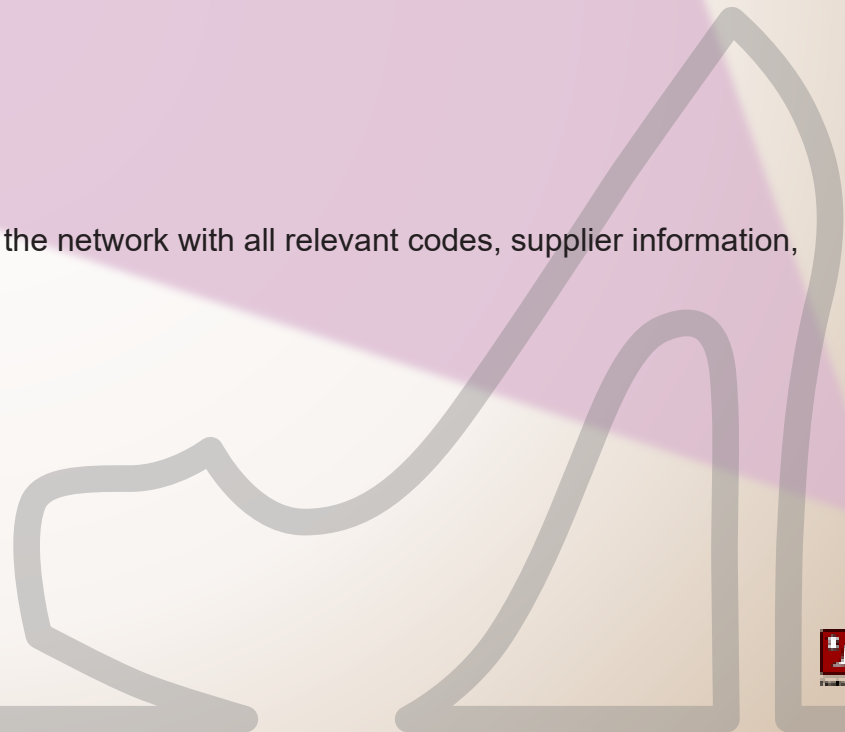 the network with all relevant codes, supplier information,